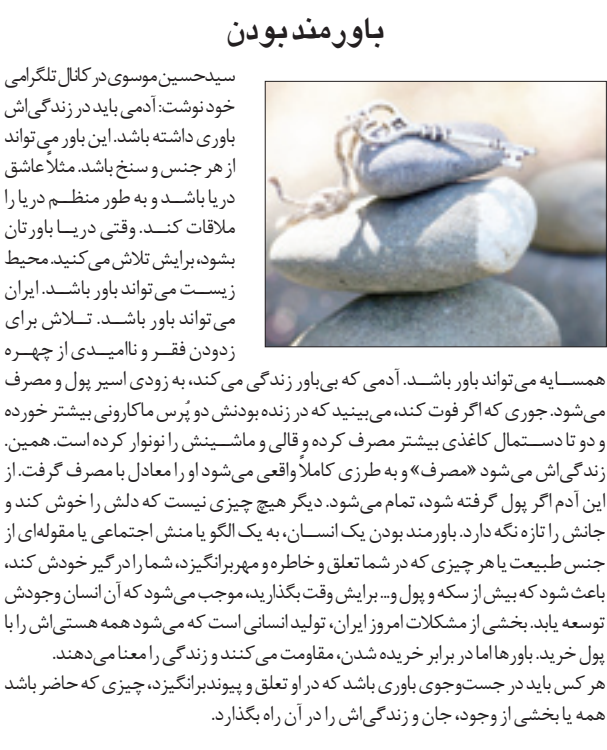 باورمند بودن
سیدحسین موسوی در کانال تلگرامی
خود نوشت: آدمی باید در زندگی‌اش
باوری داشته باشد. این باور می‌تواند
از هر جنس و سنخ باشد. مثلاً عاشق
دریا باشد و به طور منظم دریا را
ملاقات کند. وقتی دریا باورتان
بشود، برایش تلاش می‌کنید. محیط
زیست می‌تواند باور باشد. ایران
می‌تواند باور باشد. تلاش برای
زدودن فقر و ناامیدی از چهره
همسایه می‌تواند باور باشد. آدمی که بی‌باور زندگی می‌کند، به زودی اسیر پول و مصرف
می‌شود. جوری که اگر فوت کند، می‌بینید که در زنده بودنش دو پُرس ماکارونی بیشتر خورده
و دو تا دستمال کاغذی بیشتر مصرف کرده و قالی و ماشینش را نونوار کرده است. همین.
زندگی‌اش می‌شود «مصرف» و به طرزی کاملاً واقعی می‌شود او را معادل با مصرف گرفت. از
این آدم اگر پول گرفته شود، تمام می‌شود. دیگر هیچ چیزی نیست که دلش را خوش کند و
جانش را تازه نگه دارد. باورمند بودن یک انسان، به یک الگو یا منش اجتماعی یا مقوله‌ای از
جنس طبیعت یا هر چیزی که در شما تعلق و خاطره و مهر برانگیزد، شما را درگیر خودش کند،
باعث شود که بیش از سکه و پول و... برایش وقت بگذارید، موجب می‌شود که آن انسان وجودش
توسعه یابد. بخشی از مشکلات امروز ایران، تولید انسانی است که می‌شود همه هستی‌اش را با
پول خرید. باورها اما در برابر خریده شدن، مقاومت می‌کنند و زندگی را معنا می‌دهند.
هر کس باید در جست‌وجوی باوری باشد که در او تعلق و پیوند برانگیزد، چیزی که حاضر باشد
همه یا بخشی از وجود، جان و زندگی‌اش را در آن راه بگذارد.